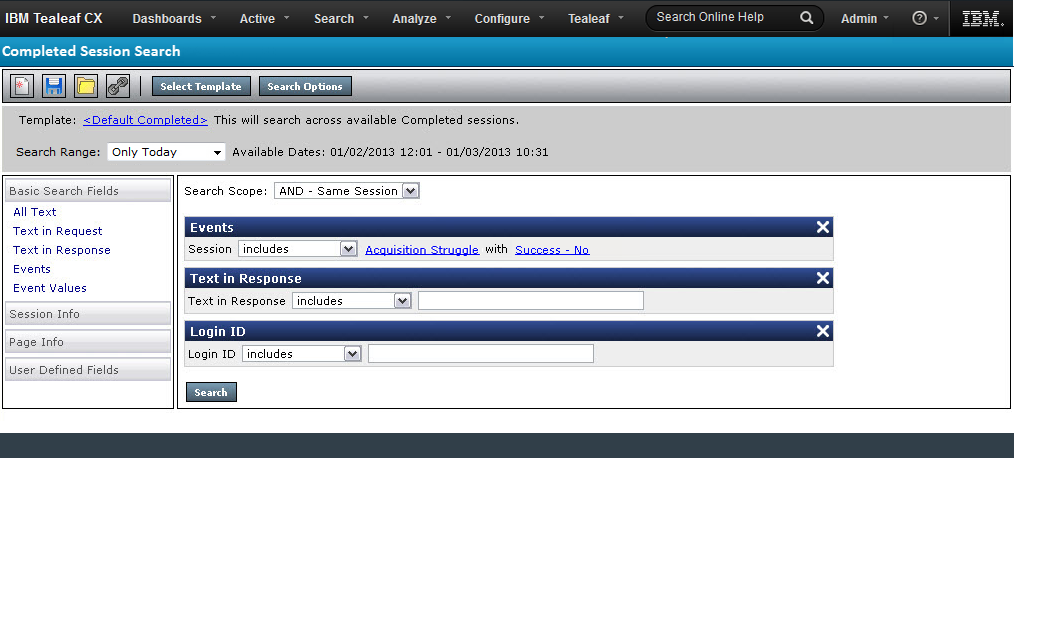 IBM Tealeaf CX Dashboards Active Search Analyze Configure Tealeaf Search Online Help Admin ? IBM.
Completed Session Search
Select Template Search Options
Template: <Default Completed> This will search across available Completed sessions.
Search Range: Only Today Available Dates: 01/02/2013 12:01 - 01/03/2013 10:31
Basic Search Fields
All Text
Text in Request
Text in Response
Events
Event Values
Session Info
Page Info
User Defined Fields
Search Scope: AND - Same Session
Events
Session includes Acquisition Struggle with Success - No
Text in Response
Text in Response includes
Login ID
Login ID includes
Search